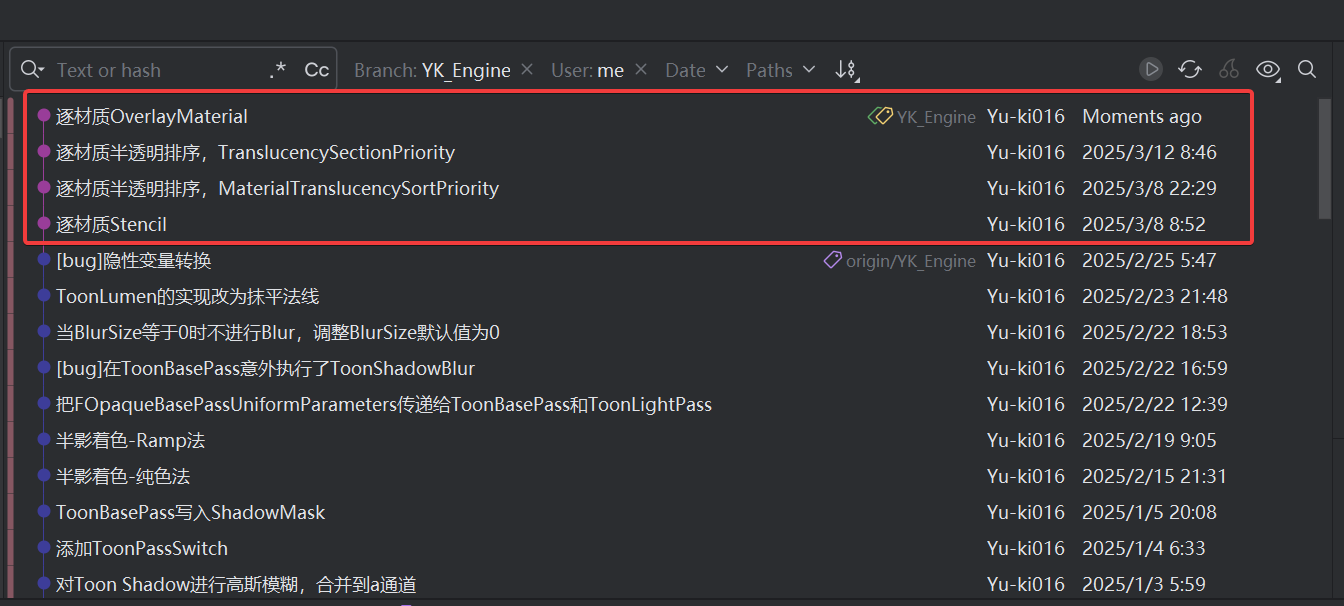 Text or hash .* Cc Branch: YK_Engine × User: me × Date Paths
逐材质OverlayMaterial YK_Engine Yu-ki016 Moments ago
逐材质半透明排序，TranslucencySectionPriority Yu-ki016 2025/3/12 8:46
逐材质半透明排序，MaterialTranslucencySortPriority Yu-ki016 2025/3/8 22:29
逐材质Stencil Yu-ki016 2025/3/8 8:52
[bug]隐性变量转换 origin/YK_Engine Yu-ki016 2025/2/25 5:47
ToonLumen的实现改为抹平法线 Yu-ki016 2025/2/23 21:48
当BlurSize等于0时不进行Blur，调整BlurSize默认值为0 Yu-ki016 2025/2/22 18:53
[bug]在ToonBasePass意外执行了ToonShadowBlur Yu-ki016 2025/2/22 16:59
把FOpaqueBasePassUniformParameters传递给ToonBasePass和ToonLightPass Yu-ki016 2025/2/22 12:39
半影着色-Ramp法 Yu-ki016 2025/2/19 9:05
半影着色-纯色法 Yu-ki016 2025/2/15 21:31
ToonBasePass写入ShadowMask Yu-ki016 2025/1/5 20:08
添加ToonPassSwitch Yu-ki016 2025/1/4 6:33
对Toon Shadow进行高斯模糊，合并到a通道 Yu-ki016 2025/1/3 5:59